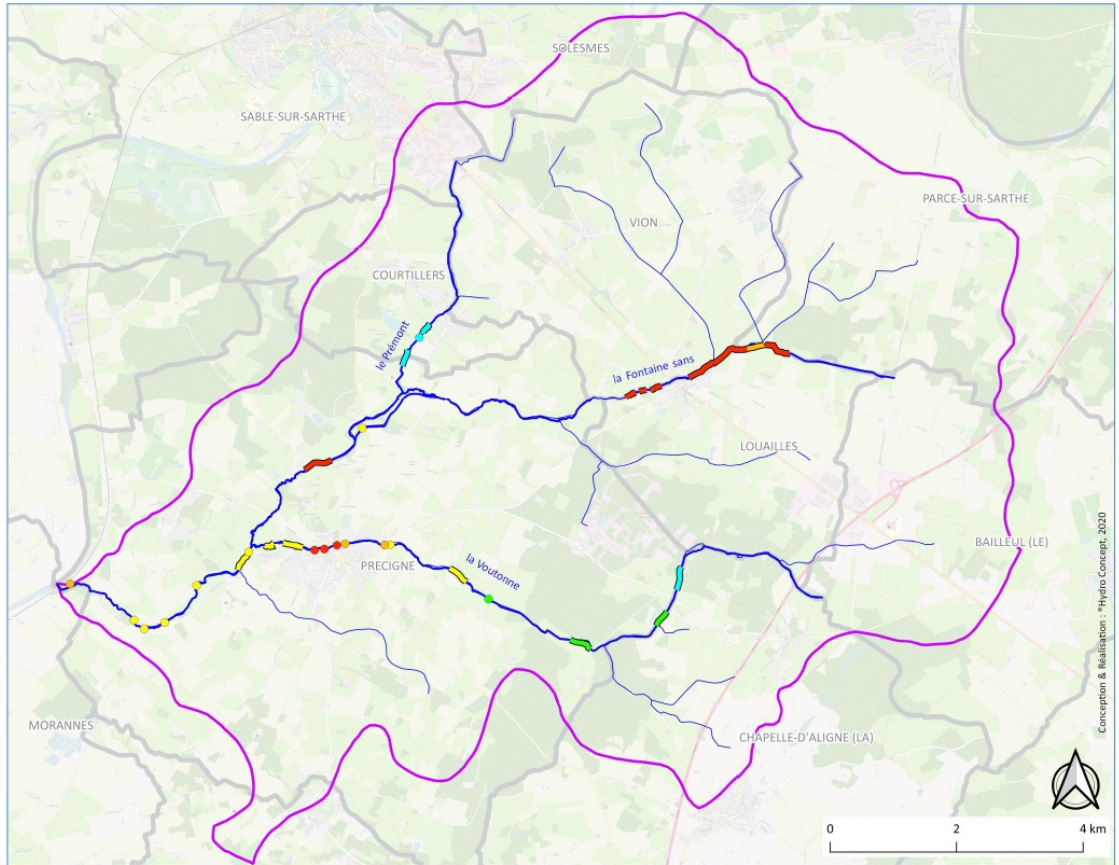 SOLESMES
SABLE-SUR-SARTHE
PARCE-SUR-SARTHE
VION
COURTILLERS
le Prémont
la Fontaine sans
LOUAILLES
BAILLEUL (LE)
PRECIGNE
la Voutonne
MORANNES
CHAPELLE-D'ALIGNE (LA)
Conception & Réalisation : *Hydro Concept, 2020
0 2 4 km